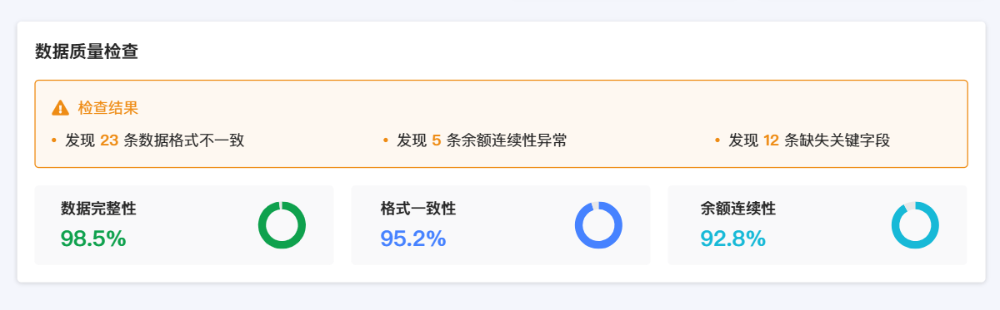 数据质量检查
检查结果
• 发现 23 条数据格式不一致
• 发现 5 条余额连续性异常
• 发现 12 条缺失关键字段
数据完整性
98.5%
格式一致性
95.2%
余额连续性
92.8%